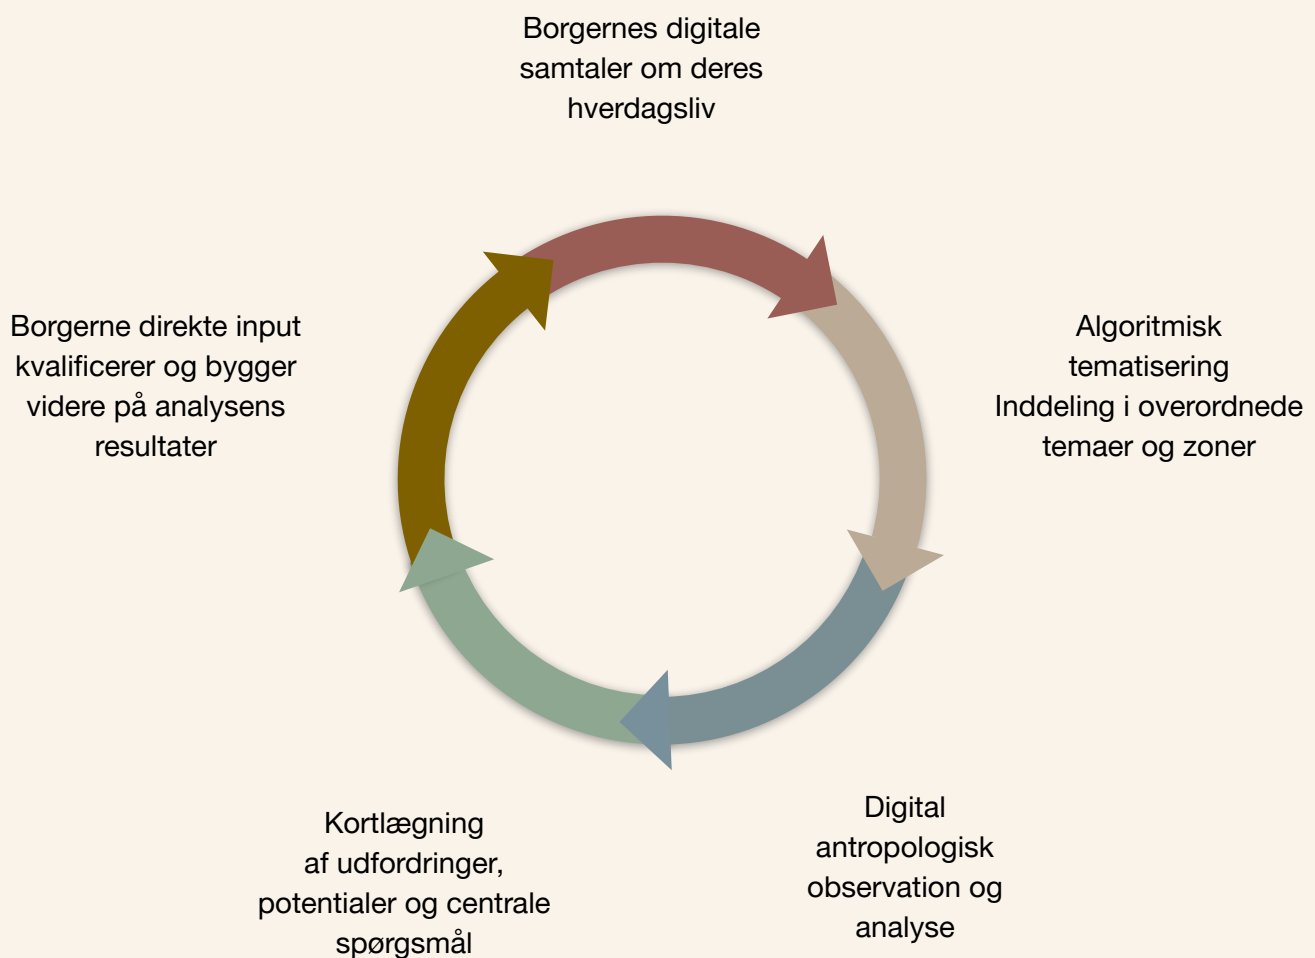 Borgernes digitale
samtaler om deres
hverdagsliv
Algoritmisk
tematisering
Inddeling i overordnede
temaer og zoner
Digital
antropologisk
observation og
analyse
Kortlægning
af udfordringer,
potentialer og centrale
spørgsmål
Borgerne direkte input
kvalificerer og bygger
videre på analysens
resultater